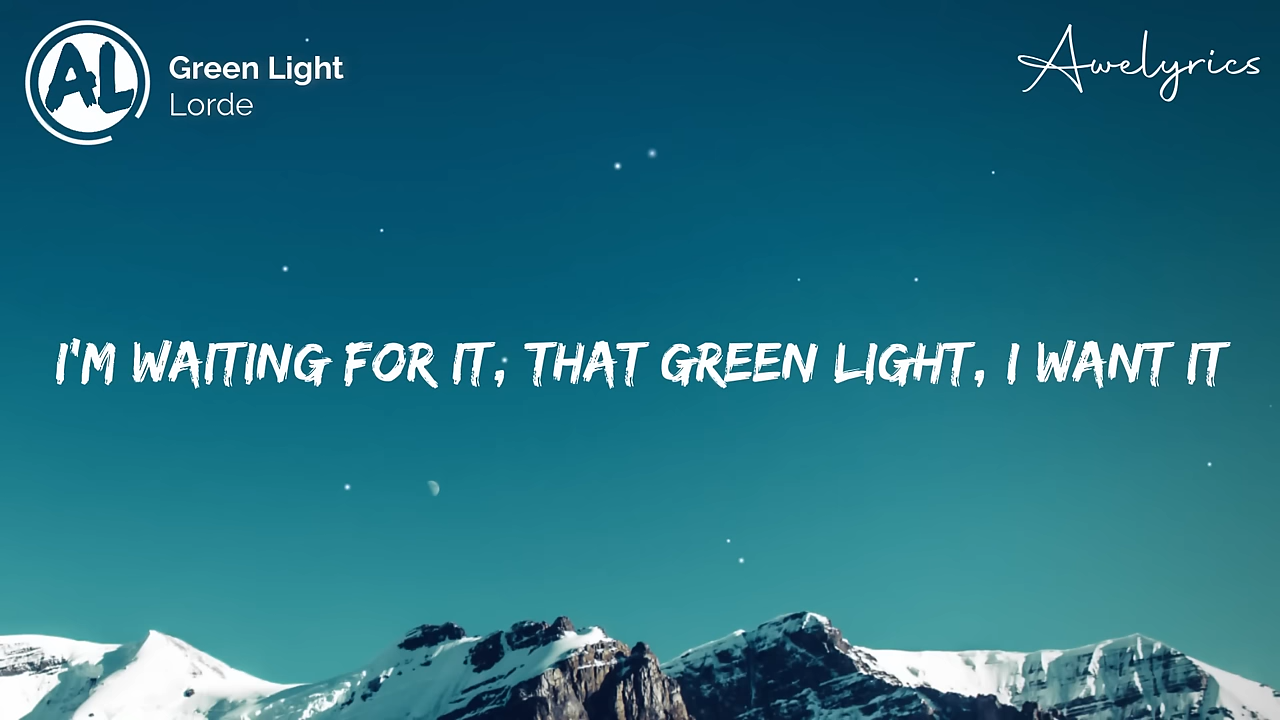 AL
Green Light
Lorde
Awelyrics
I'M WAITING FOR IT, THAT GREEN LIGHT, I WANT IT